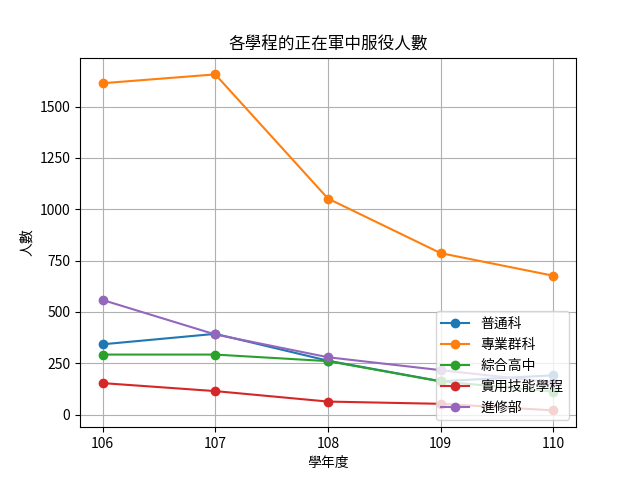 各學程的正在軍中服役人數
人數
1500
1250
1000
750
500
250
0
106
107
108
109
110
學年度
普通科
專業群科
綜合高中
實用技能學程
進修部